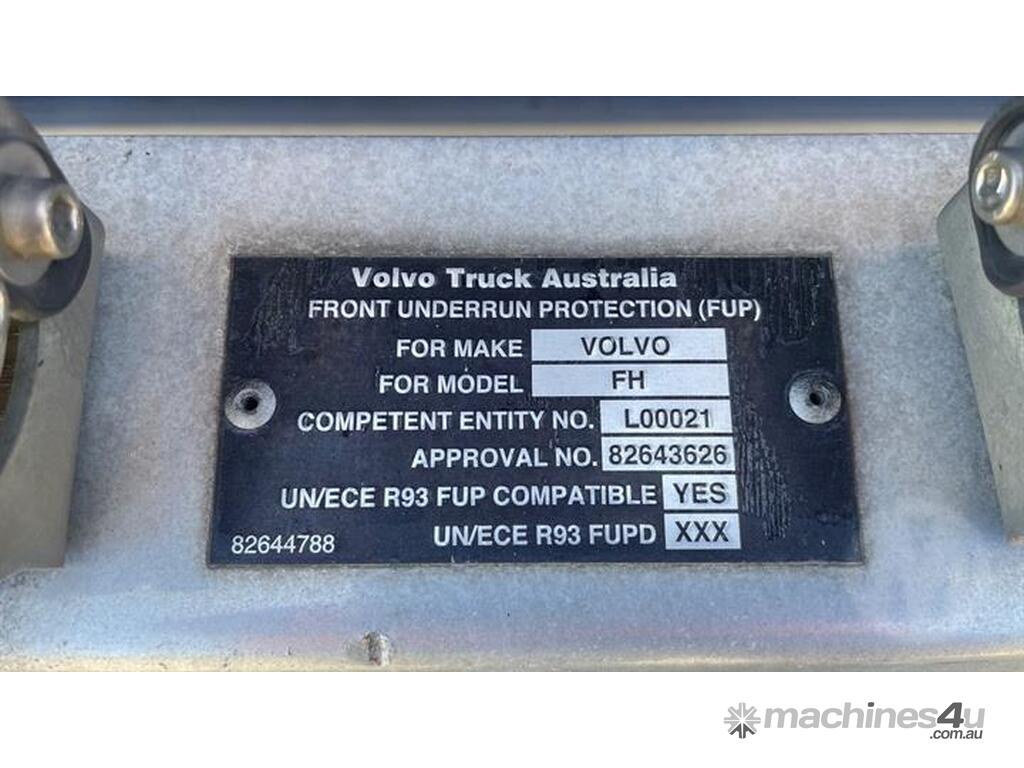 Volvo Truck Australia
FRONT UNDERRUN PROTECTION (FUP)
FOR MAKE VOLVO
FOR MODEL FH
COMPETENT ENTITY NO. L00021
APPROVAL NO. 82643626
UN/ECE R93 FUP COMPATIBLE YES
82644788 UN/ECE R93 FUPD XXX
machines4u
.com.au